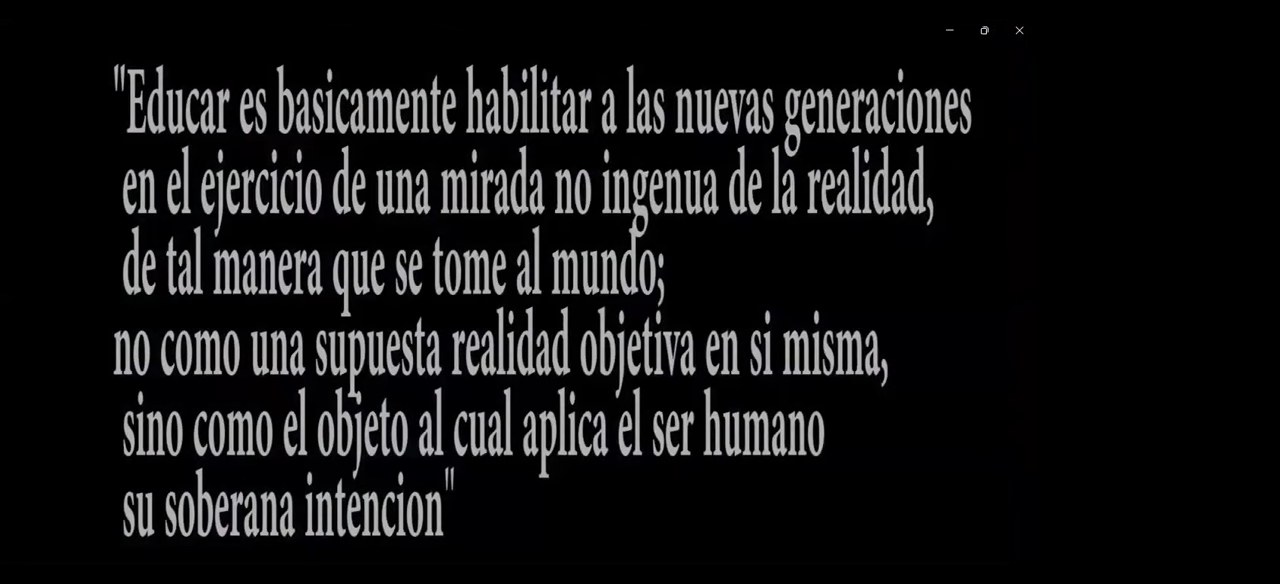 "Educar es basicamente habilitar a las nuevas generaciones
en el ejercicio de una mirada no ingenua de la realidad,
de tal manera que se tome al mundo;
no como una supuesta realidad objetiva en si misma,
sino como el objeto al cual aplica el ser humano
su soberana intencion"